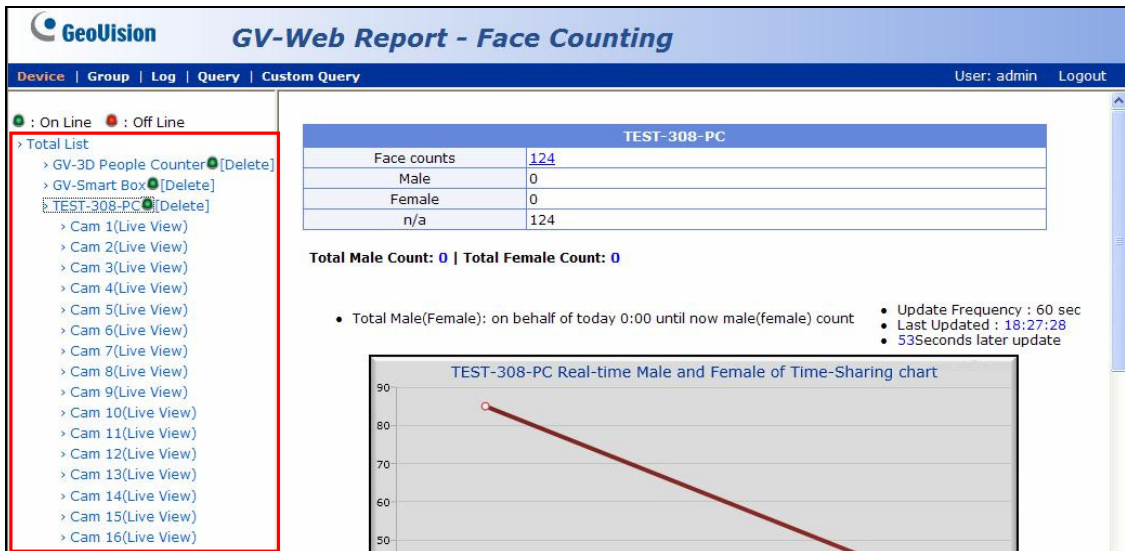 GeoVision
GV-Web Report - Face Counting
Device | Group | Log | Query | Custom Query
User: admin Logout
: On Line : Off Line
› Total List
› GV-3D People Counter[Delete]
› GV-Smart Box[Delete]
› TEST-308-PC[Delete]
› Cam 1(Live View)
› Cam 2(Live View)
› Cam 3(Live View)
› Cam 4(Live View)
› Cam 5(Live View)
› Cam 6(Live View)
› Cam 7(Live View)
› Cam 8(Live View)
› Cam 9(Live View)
› Cam 10(Live View)
› Cam 11(Live View)
› Cam 12(Live View)
› Cam 13(Live View)
› Cam 14(Live View)
› Cam 15(Live View)
› Cam 16(Live View)
TEST-308-PC
Face counts 124
Male 0
Female 0
n/a 124
Total Male Count: 0 | Total Female Count: 0
• Total Male(Female): on behalf of today 0:00 until now male(female) count
• Update Frequency : 60 sec
• Last Updated : 18:27:28
• 53Seconds later update
TEST-308-PC Real-time Male and Female of Time-Sharing chart
90
80
70
60
50